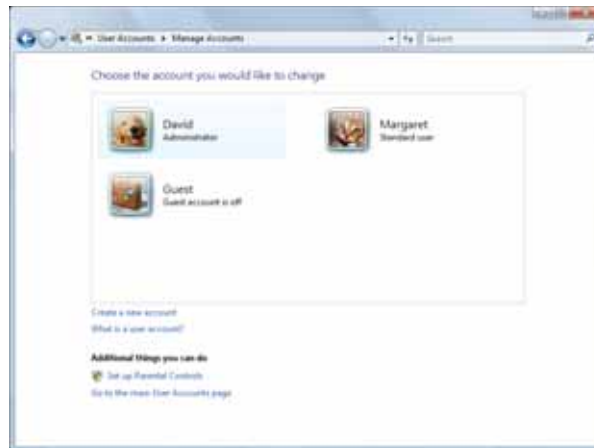 User Accounts ▸ Manage Accounts
Search
Choose the account you would like to change
David
Administrator
Margaret
Standard user
Guest
Guest account is off
Create a new account
What is a user account?
Additional things you can do
Set up Parental Controls
Go to the main User Accounts page